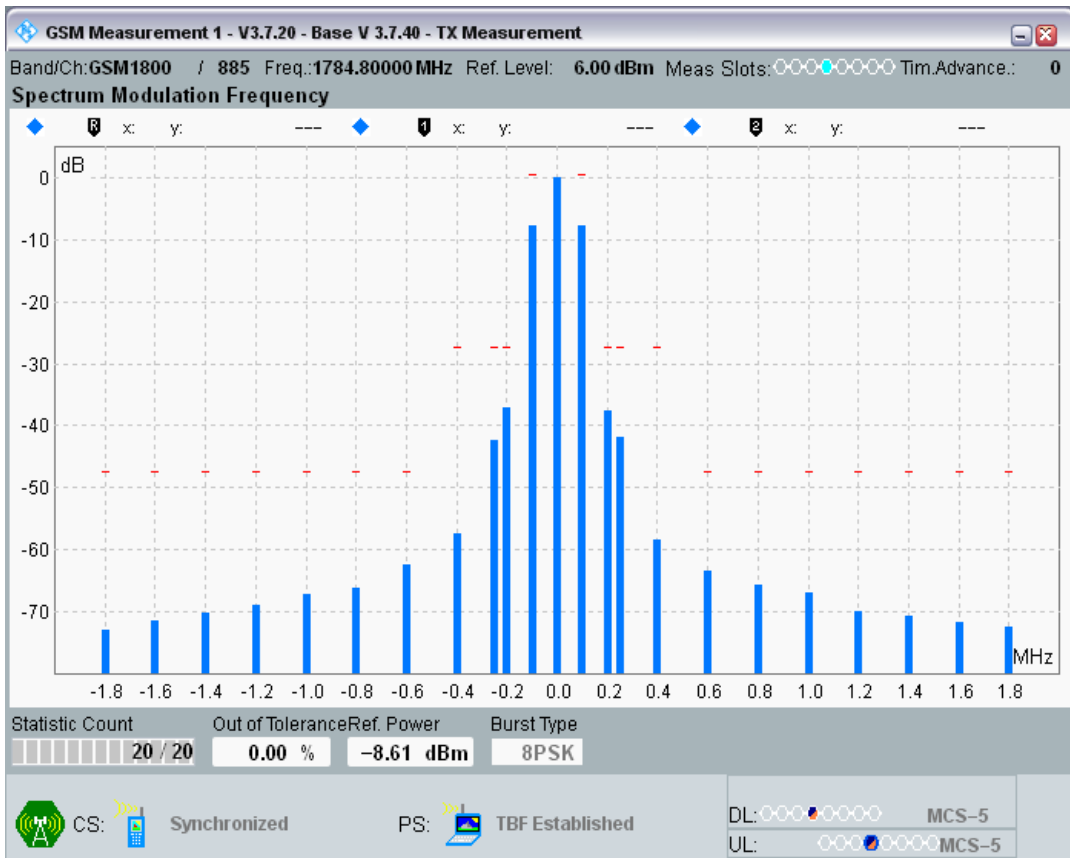 GSM Measurement 1 - V3.7.20 - Base V 3.7.40 - TX Measurement
Band/Ch:GSM1800 / 885 Freq.:1784.80000 MHz Ref. Level: 6.00 dBm Meas Slots: Tim.Advance.: 0
Spectrum Modulation Frequency
R x: y: --- 1 x: y: --- 2 x: y: ---
dB
0
-10
-20
-30
-40
-50
-60
-70
MHz
-1.8 -1.6 -1.4 -1.2 -1.0 -0.8 -0.6 -0.4 -0.2 0.0 0.2 0.4 0.6 0.8 1.0 1.2 1.4 1.6 1.8
Statistic Count Out of Tolerance Ref. Power Burst Type
20 / 20 0.00 % -8.61 dBm 8PSK
CS: Synchronized PS: TBF Established
DL: MCS-5
UL: MCS-5